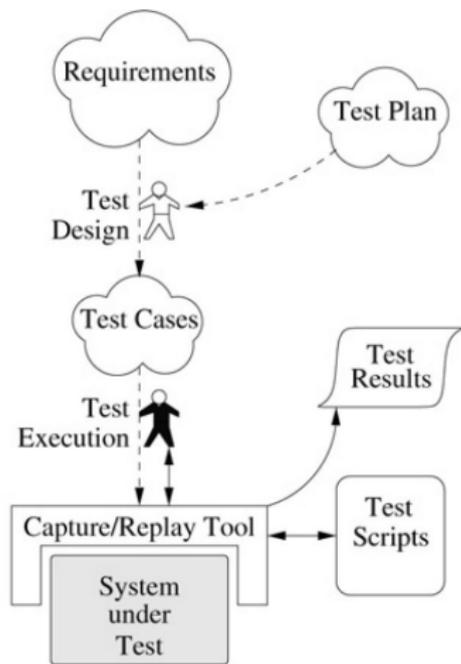 Requirements
Test Plan
Test
Design
Test Cases
Test
Results
Test
Execution
Capture/Replay Tool
Test
Scripts
System
under
Test